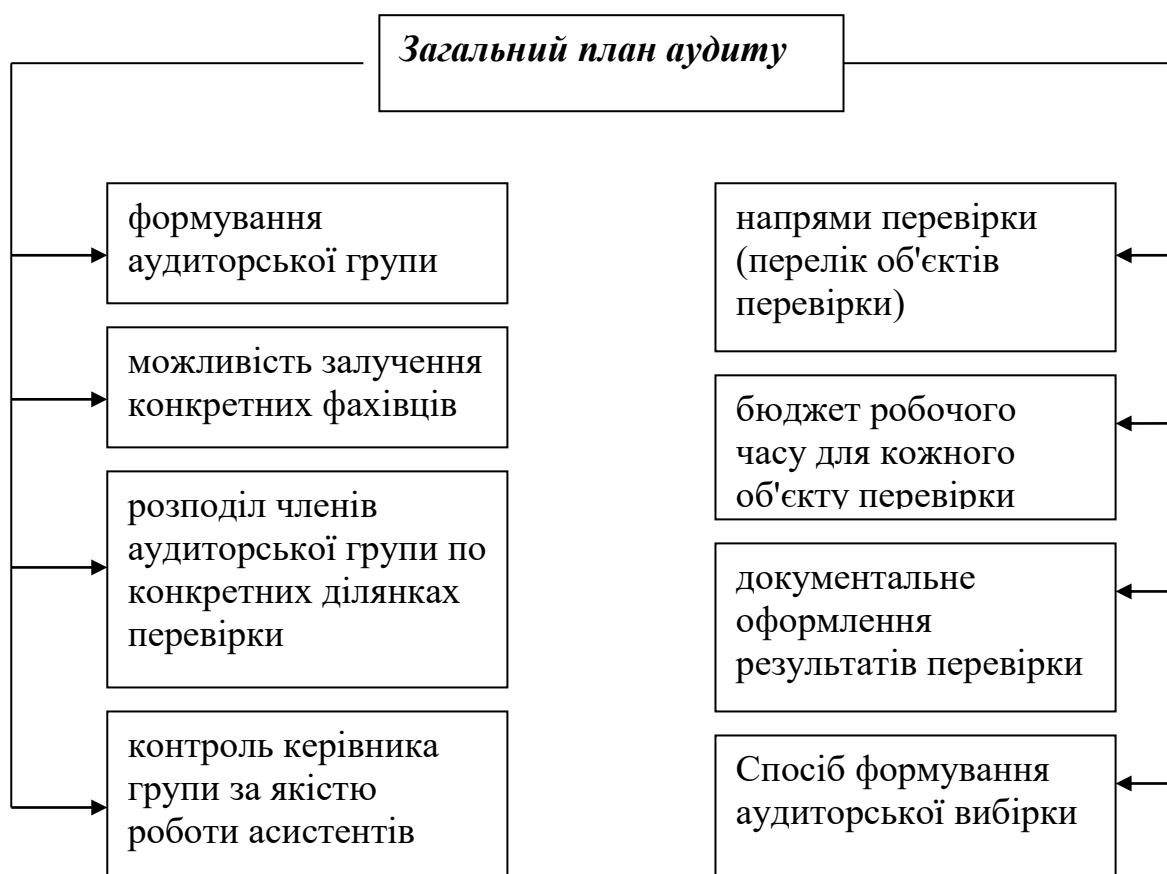 Загальний план аудиту
формування
аудиторської групи
можливість залучення
конкретних фахівців
розподіл членів
аудиторської групи по
конкретних ділянках
перевірки
контроль керівника
групи за якістю
роботи асистентів
напрями перевірки
(перелік об'єктів
перевірки)
бюджет робочого
часу для кожного
об'єкту перевірки
документальне
оформлення
результатів перевірки
Спосіб формування
аудиторської вибірки